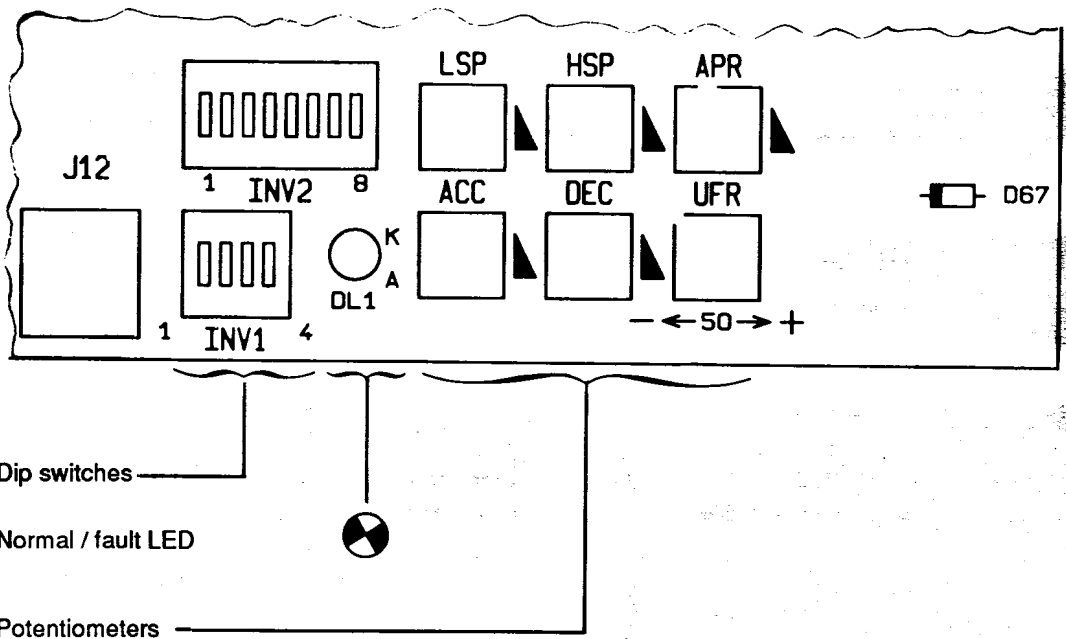 LSP HSP APR
J12
1 INV2 8
ACC DEC UFR
D67
K
A
DL1
1 INV1 4
− ← 50 → +
Dip switches
Normal / fault LED
Potentiometers